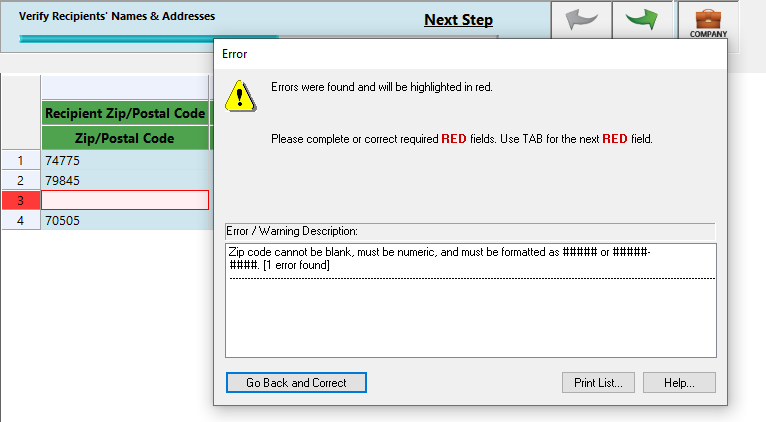 Verify Recipients' Names & Addresses
Next Step
COMPANY
Error
Errors were found and will be highlighted in red.
Please complete or correct required RED fields. Use TAB for the next RED field.
Recipient Zip/Postal Code
Zip/Postal Code
1 74775
2 79845
3
4 70505
Error / Warning Description:
Zip code cannot be blank, must be numeric, and must be formatted as ##### or #####-
####. [1 error found]
Go Back and Correct
Print List...
Help...